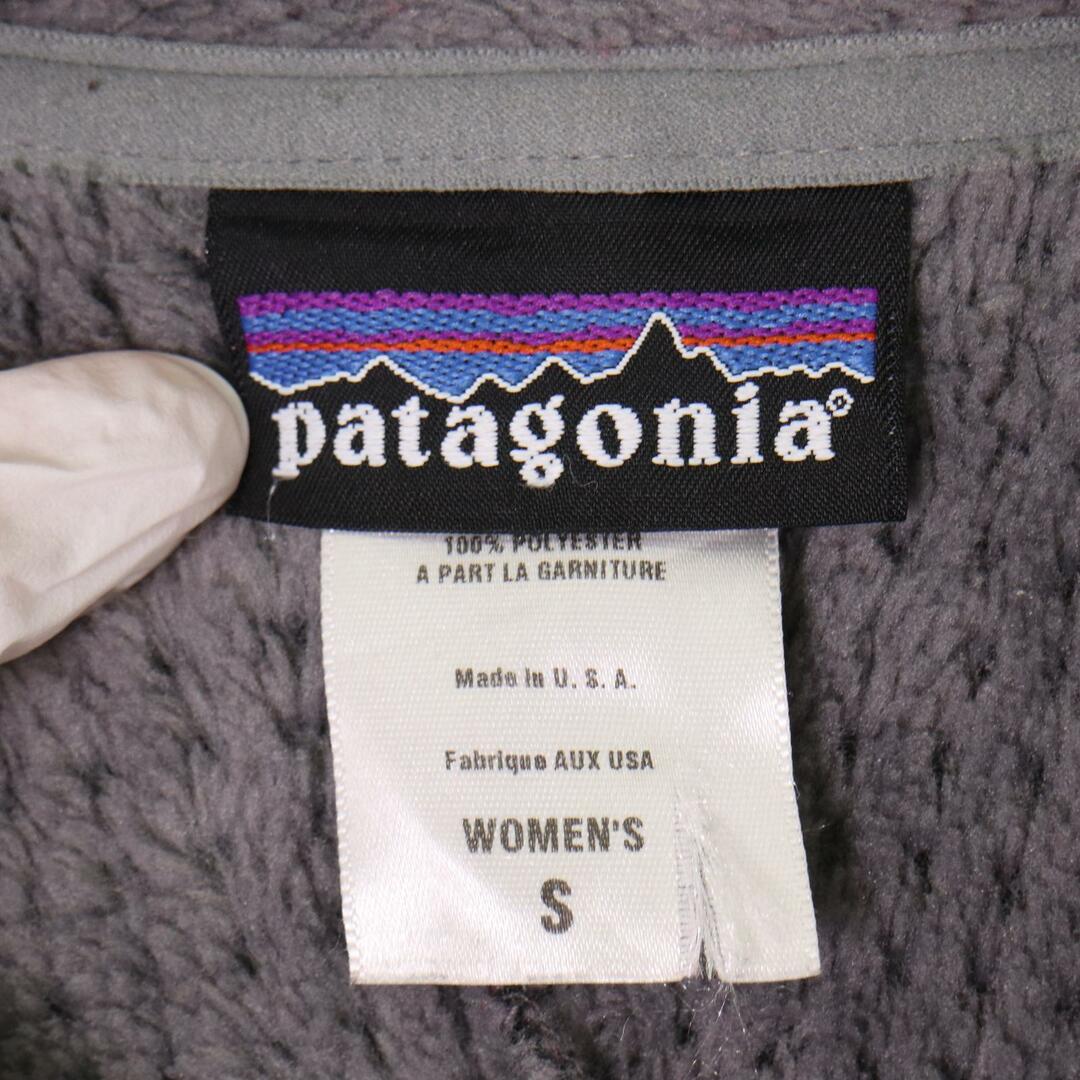 patagonia®
100% POLYESTER
A PART LA GARNITURE
Made in U. S. A.
Fabrique AUX USA
WOMEN'S
S